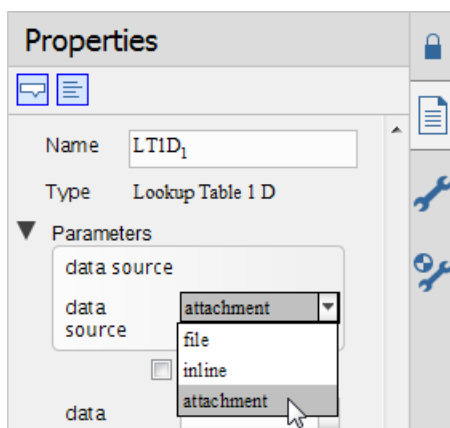 Properties
Name LT1D₁
Type Lookup Table 1 D
Parameters
data source
data source attachment
file
inline
attachment
data